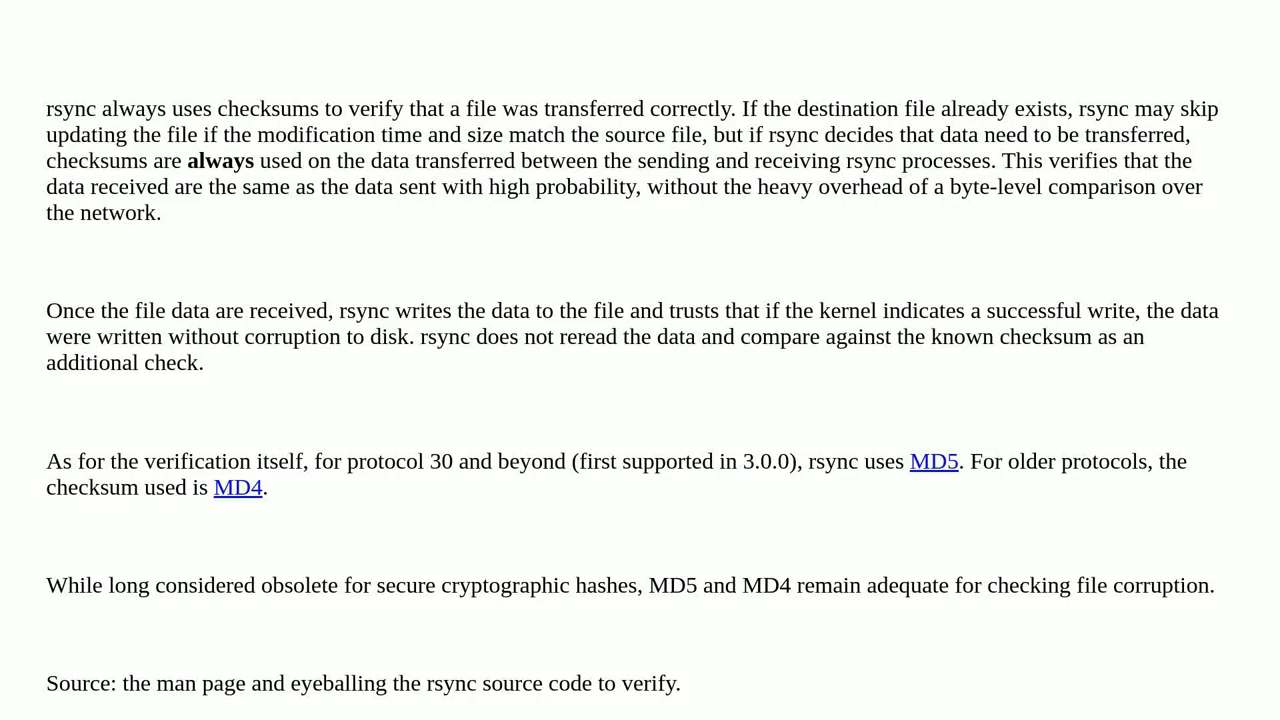 rsync always uses checksums to verify that a file was transferred correctly. If the destination file already exists, rsync may skip
updating the file if the modification time and size match the source file, but if rsync decides that data need to be transferred,
checksums are always used on the data transferred between the sending and receiving rsync processes. This verifies that the
data received are the same as the data sent with high probability, without the heavy overhead of a byte-level comparison over
the network.
Once the file data are received, rsync writes the data to the file and trusts that if the kernel indicates a successful write, the data
were written without corruption to disk. rsync does not reread the data and compare against the known checksum as an
additional check.
As for the verification itself, for protocol 30 and beyond (first supported in 3.0.0), rsync uses MD5. For older protocols, the
checksum used is MD4.
While long considered obsolete for secure cryptographic hashes, MD5 and MD4 remain adequate for checking file corruption.
Source: the man page and eyeballing the rsync source code to verify.